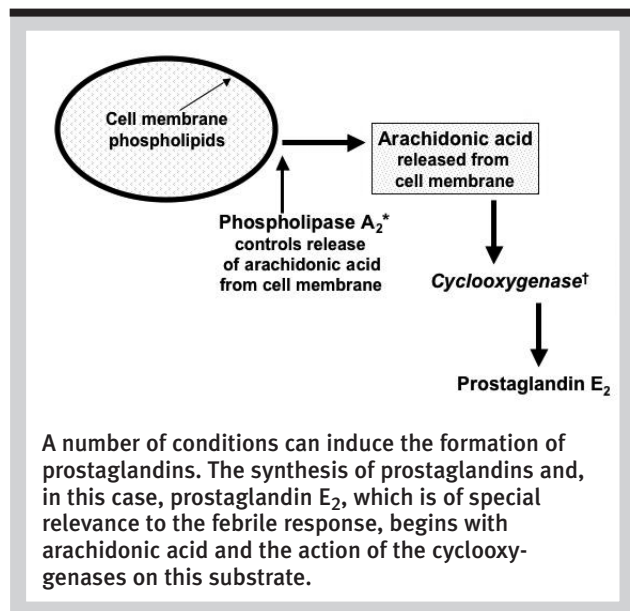 Cell membrane
phospholipids
Arachidonic acid
released from
cell membrane
Phospholipase A₂*
controls release
of arachidonic acid
from cell membrane
Cyclooxygenase†
Prostaglandin E₂
A number of conditions can induce the formation of
prostaglandins. The synthesis of prostaglandins and,
in this case, prostaglandin E₂, which is of special
relevance to the febrile response, begins with
arachidonic acid and the action of the cyclooxy-
genases on this substrate.